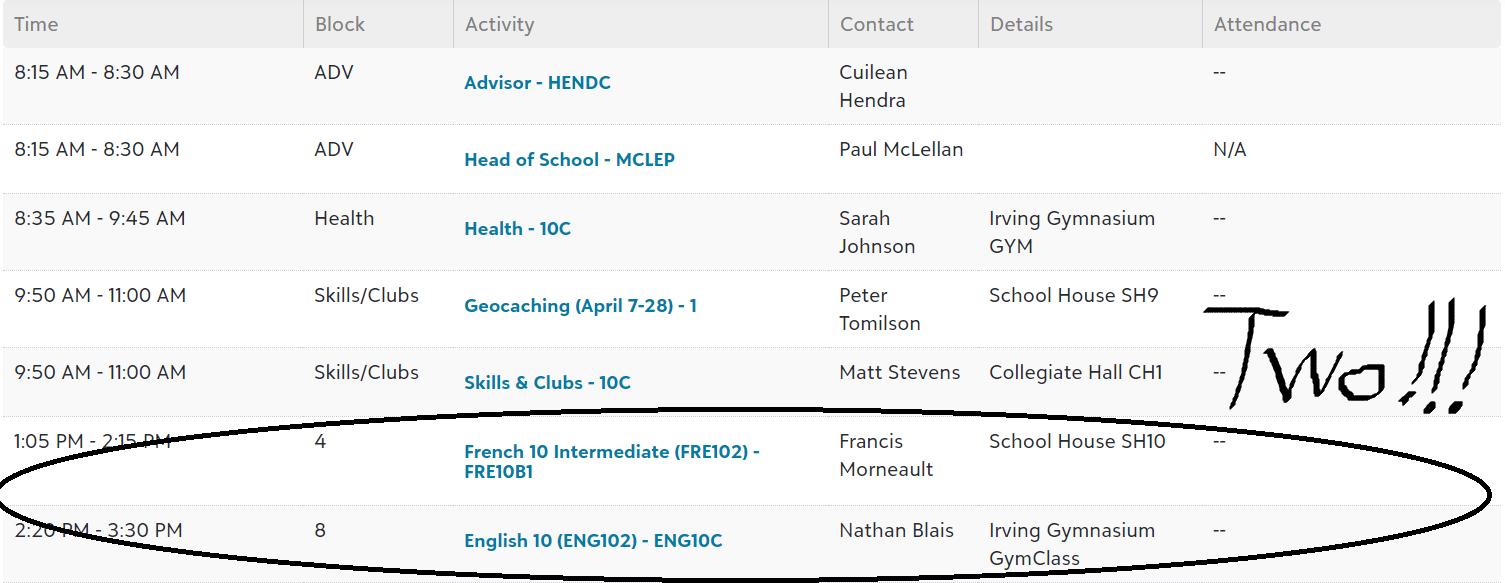 Time Block Activity Contact Details Attendance
8:15 AM - 8:30 AM ADV Advisor - HENDC Cuilean --
Hendra
8:15 AM - 8:30 AM ADV Head of School - MCLEP Paul McLellan N/A
8:35 AM - 9:45 AM Health Health - 10C Sarah Irving Gymnasium --
Johnson GYM
9:50 AM - 11:00 AM Skills/Clubs Geocaching (April 7-28) - 1 Peter School House SH9 --
Tomilson
Two!!!
9:50 AM - 11:00 AM Skills/Clubs Skills & Clubs - 10C Matt Stevens Collegiate Hall CH1 --
1:05 PM - 2:15 PM 4 French 10 Intermediate (FRE102) - Francis School House SH10 --
FRE10B1 Morneault
2:20 PM - 3:30 PM 8 English 10 (ENG102) - ENG10C Nathan Blais Irving Gymnasium --
GymClass